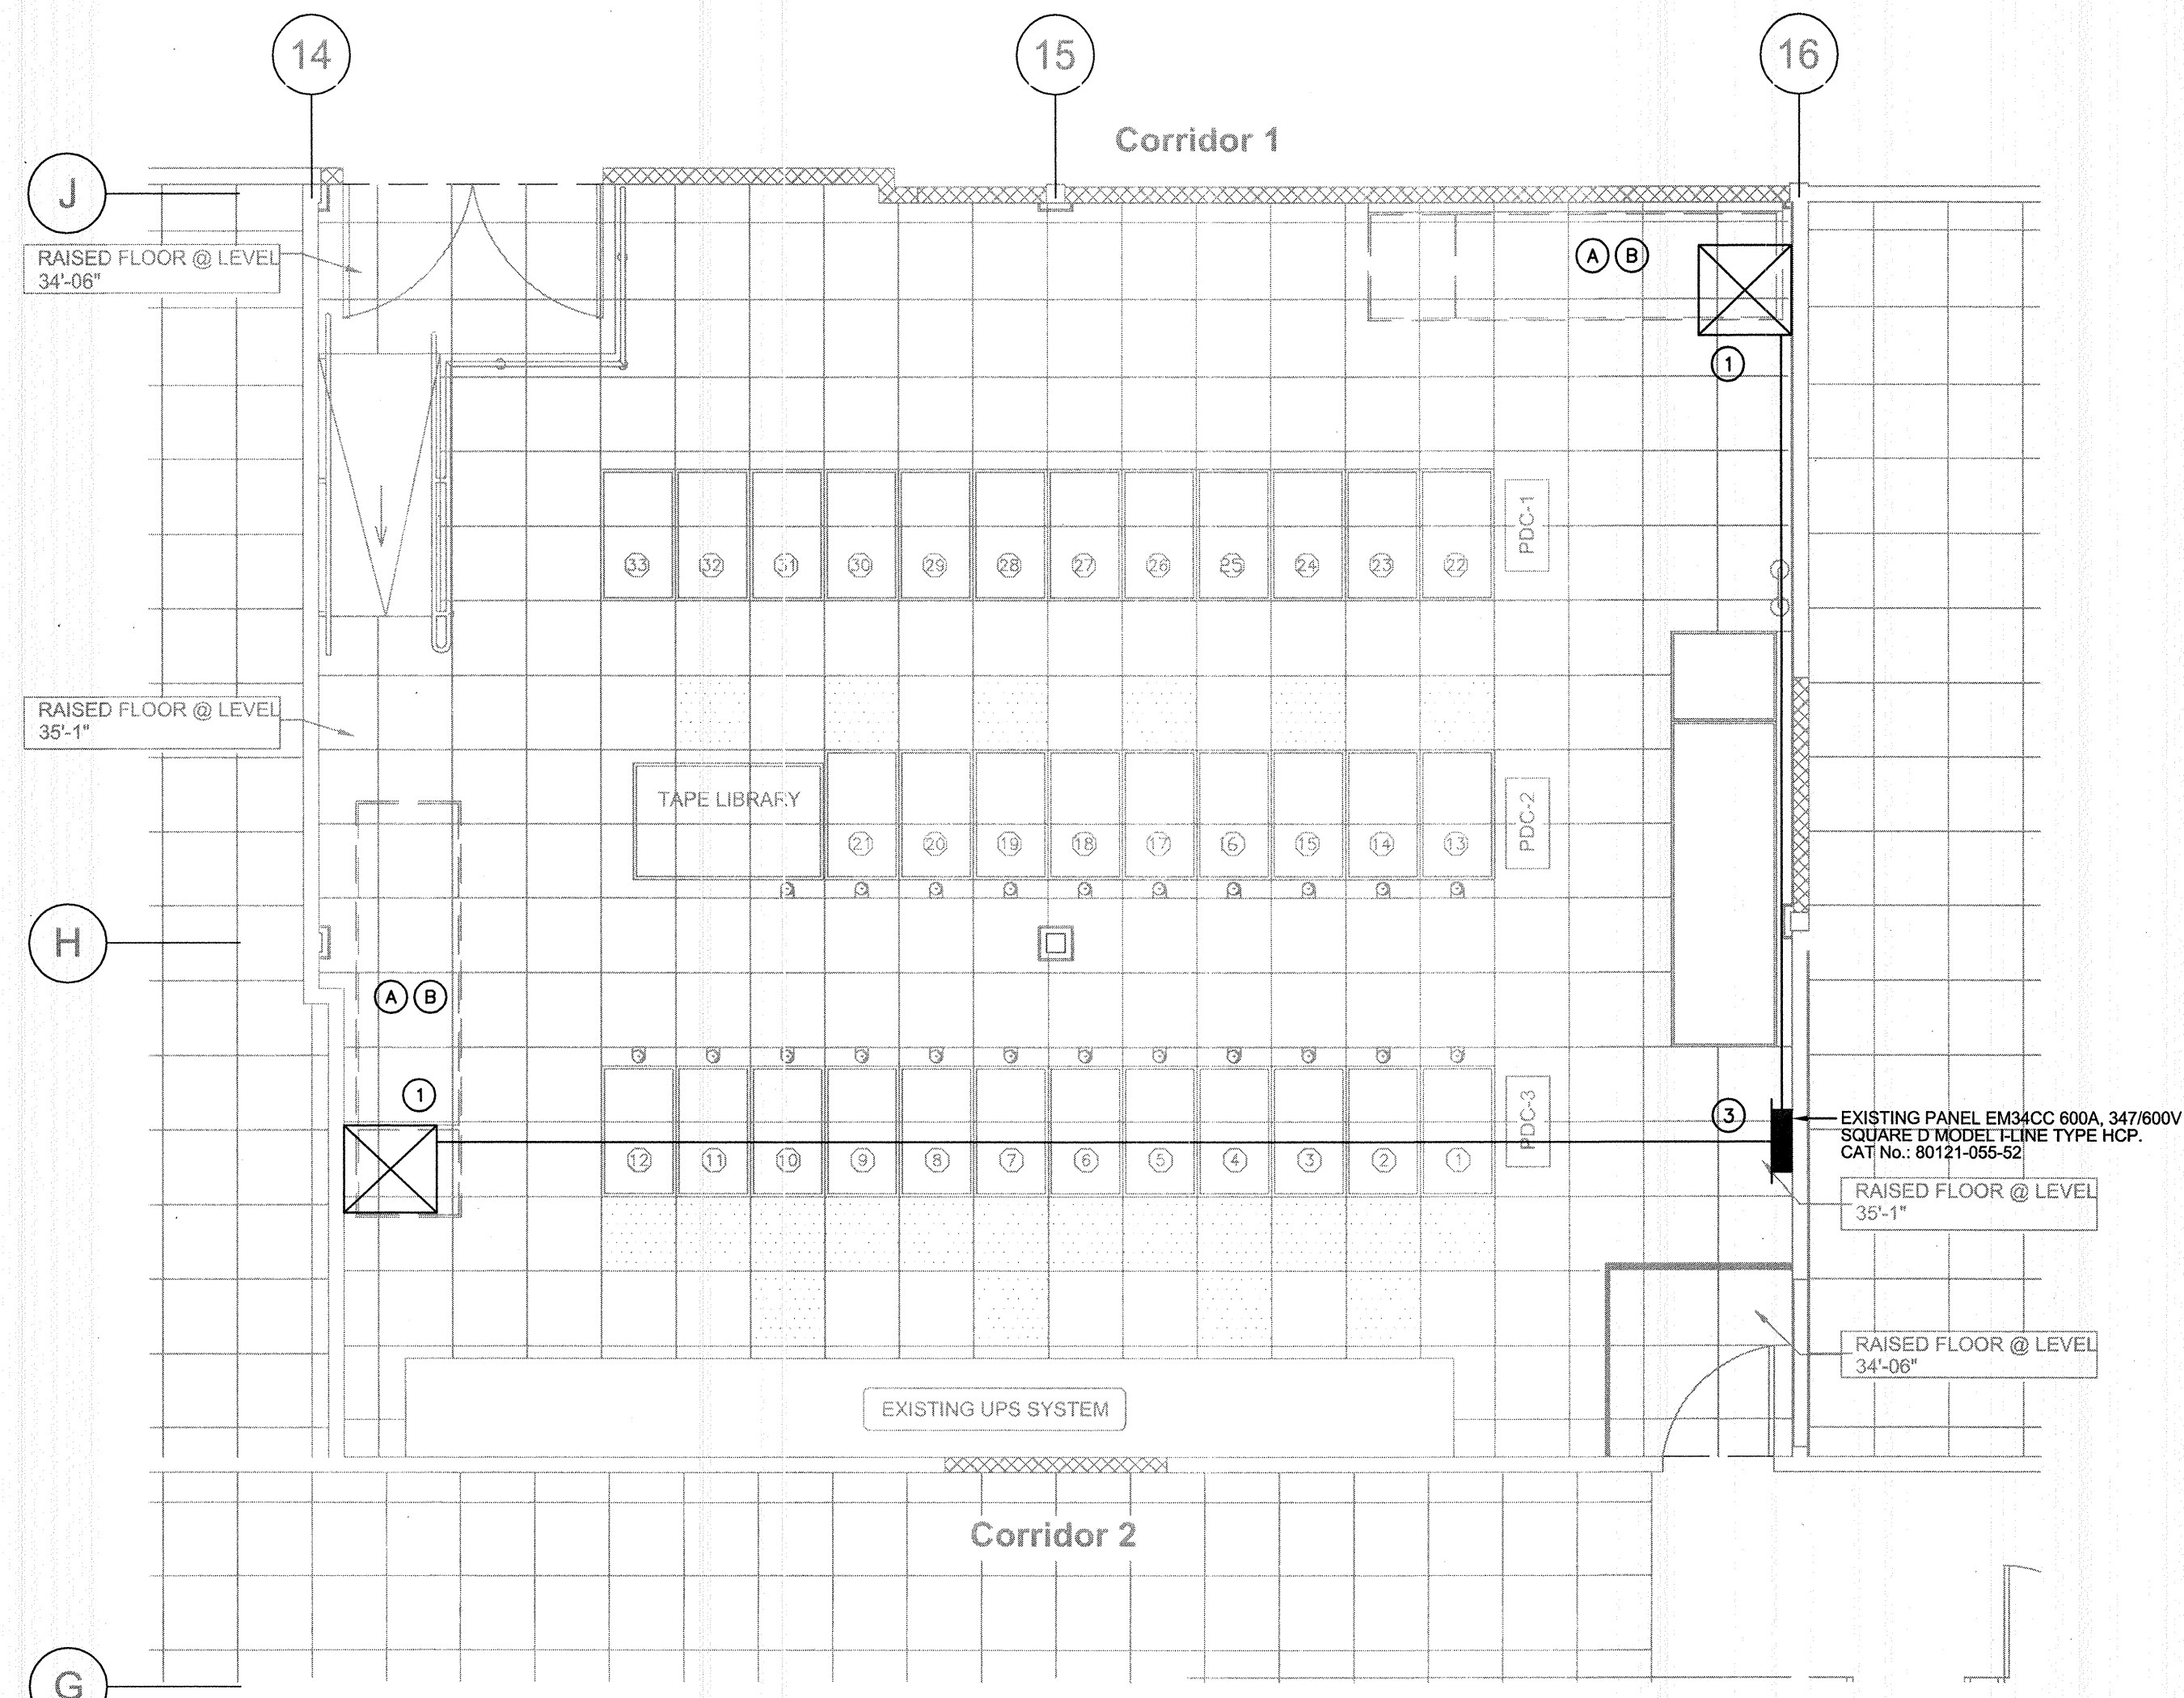 14
15
16
Corridor 1
J
RAISED FLOOR @ LEVEL
34'-06"
A B
1
PDC-1
33 32 31 30 29 28 27 26 25 24 23 22
RAISED FLOOR @ LEVEL
35'-1"
TAPE LIBRARY
PDC-2
21 20 19 18 17 16 15 14 13
H
A B
1
PDC-3
3
EXISTING PANEL EM34CC 600A, 347/600V
SQUARE D MODEL I-LINE TYPE HCP.
CAT No.: 80121-055-52
12 11 10 9 8 7 6 5 4 3 2 1
RAISED FLOOR @ LEVEL
35'-1"
RAISED FLOOR @ LEVEL
34'-06"
EXISTING UPS SYSTEM
Corridor 2
G